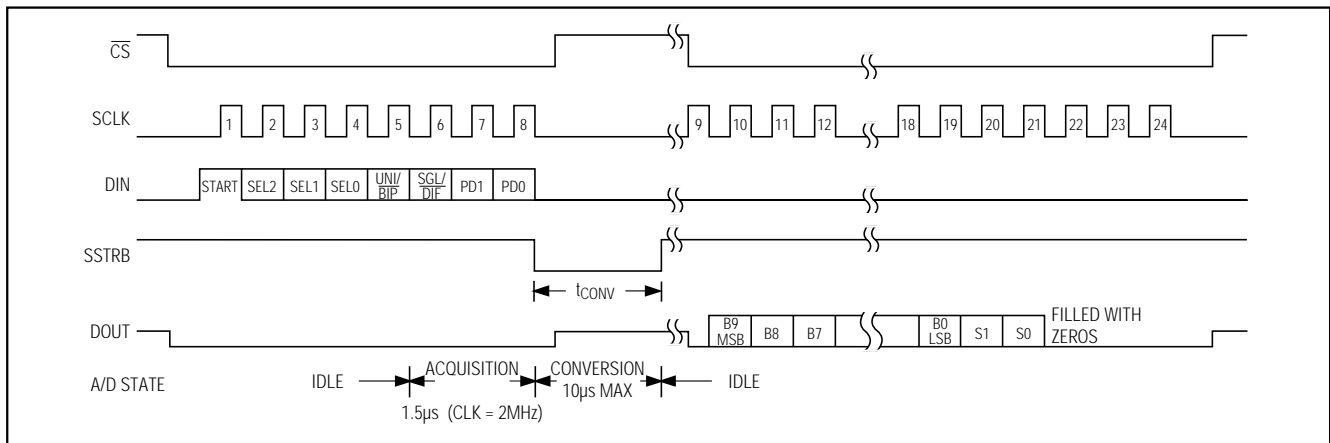 CS
SCLK 1 2 3 4 5 6 7 8 9 10 11 12 18 19 20 21 22 23 24
DIN START SEL2 SEL1 SEL0 UNI/ BIP SGL/ DIF PD1 PD0
SSTRB
tCONV
DOUT B9 MSB B8 B7 B0 LSB S1 S0 FILLED WITH ZEROS
A/D STATE IDLE ACQUISITION CONVERSION IDLE
10µs MAX
1.5µs (CLK = 2MHz)